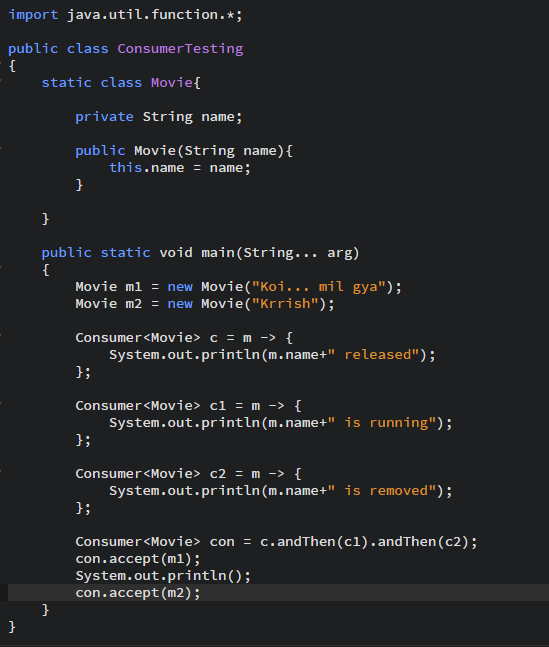 import java.util.function.*;
public class ConsumerTesting
{
static class Movie{
private String name;
public Movie(String name){
this.name = name;
}
}
public static void main(String... arg)
{
Movie m1 = new Movie("Koi... mil gya");
Movie m2 = new Movie("Krrish");
Consumer<Movie> c = m -> {
System.out.println(m.name+" released");
};
Consumer<Movie> c1 = m -> {
System.out.println(m.name+" is running");
};
Consumer<Movie> c2 = m -> {
System.out.println(m.name+" is removed");
};
Consumer<Movie> con = c.andThen(c1).andThen(c2);
con.accept(m1);
System.out.println();
con.accept(m2);
}
}